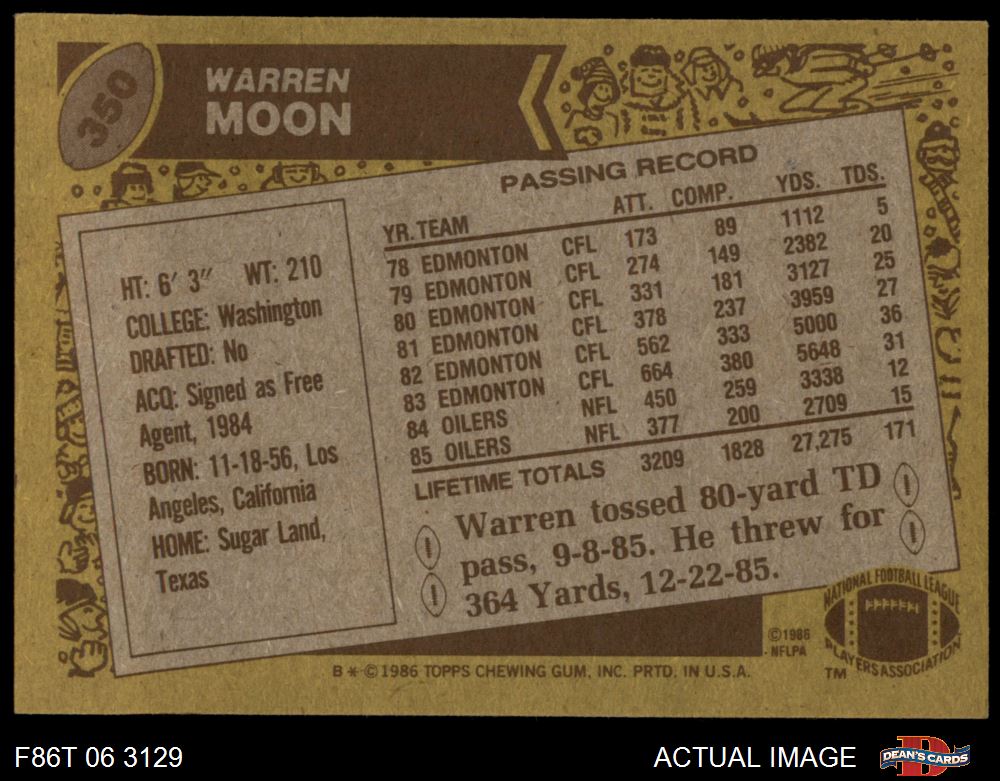 350
WARREN
MOON
HT: 6' 3" WT: 210
COLLEGE: Washington
DRAFTED: No
ACQ: Signed as Free
Agent, 1984
BORN: 11-18-56, Los
Angeles, California
HOME: Sugar Land,
Texas
PASSING RECORD
YR. TEAM ATT. COMP. YDS. TDS.
78 EDMONTON CFL 173 89 1112 5
79 EDMONTON CFL 274 149 2382 20
80 EDMONTON CFL 331 181 3127 25
81 EDMONTON CFL 378 237 3959 27
82 EDMONTON CFL 562 333 5000 36
83 EDMONTON CFL 664 380 5648 31
84 OILERS NFL 450 259 3338 12
85 OILERS NFL 377 200 2709 15
LIFETIME TOTALS 3209 1828 27,275 171
Warren tossed 80-yard TD
pass, 9-8-85. He threw for
364 Yards, 12-22-85.
©1986
NFLPA
NATIONAL FOOTBALL LEAGUE
PLAYERS ASSOCIATION
TM
B * © 1986 TOPPS CHEWING GUM, INC. PRTD. IN U.S.A.
F86T 06 3129
ACTUAL IMAGE
DEAN'S CARDS